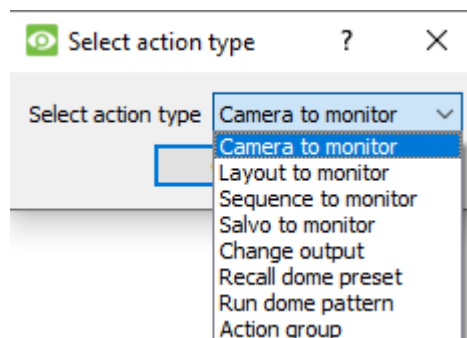 Select action type ? ×
Select action type Camera to monitor
Camera to monitor
Layout to monitor
Sequence to monitor
Salvo to monitor
Change output
Recall dome preset
Run dome pattern
Action group